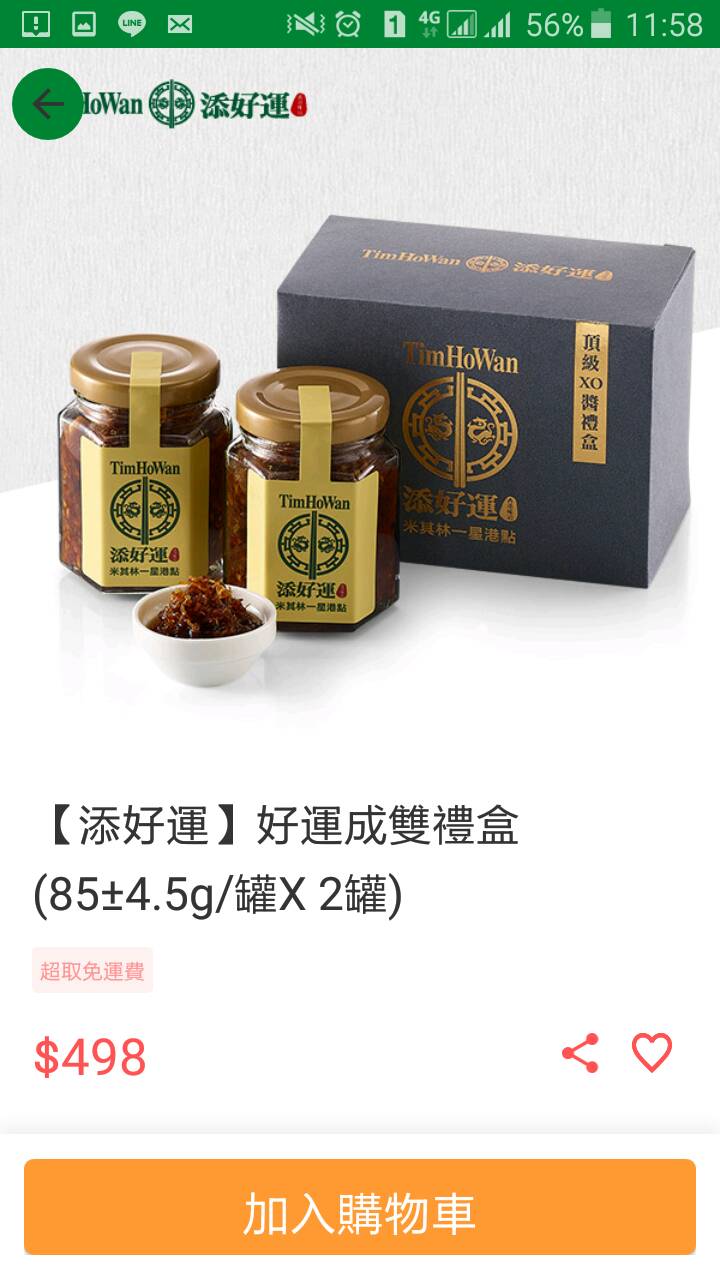 LINE
1 4G 56% 11:58
HoWan 添好運
TimHoWan 添好運
頂級XO醬禮盒
TimHoWan
添好運
米其林一星港點
TimHoWan
添好運
米其林一星港點
TimHoWan
添好運
米其林一星港點
【添好運】好運成雙禮盒
(85±4.5g/罐X 2罐)
超取免運費
$498
加入購物車